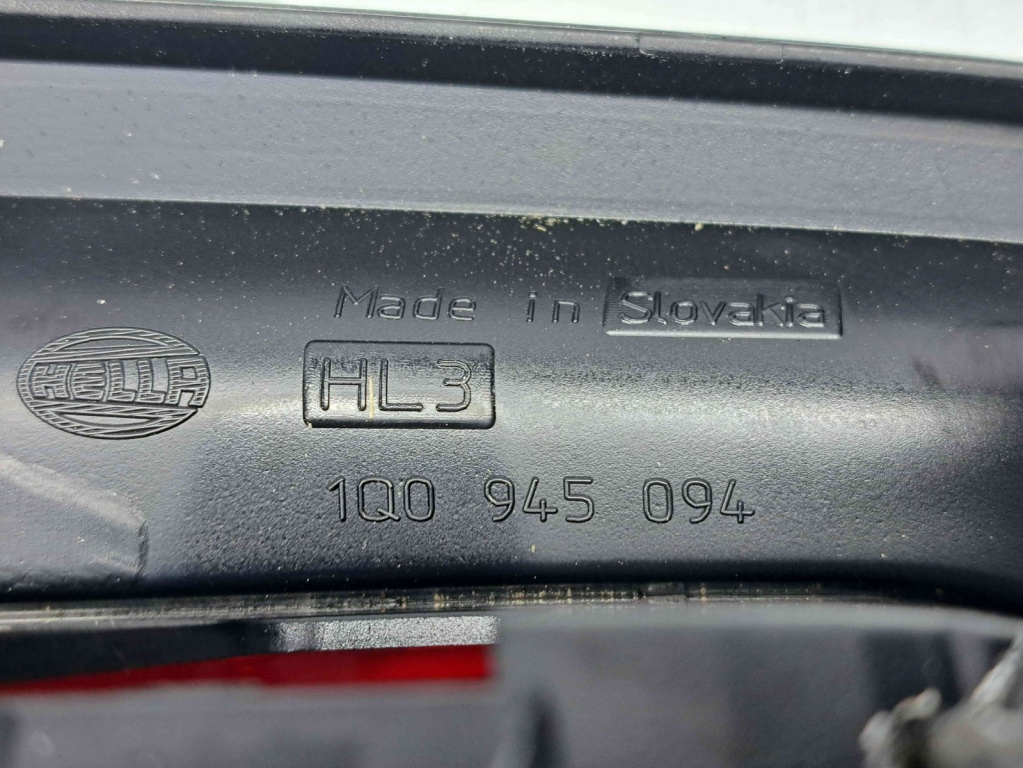 Made in Slovakia
HELLA
HL3
1Q0 945 094